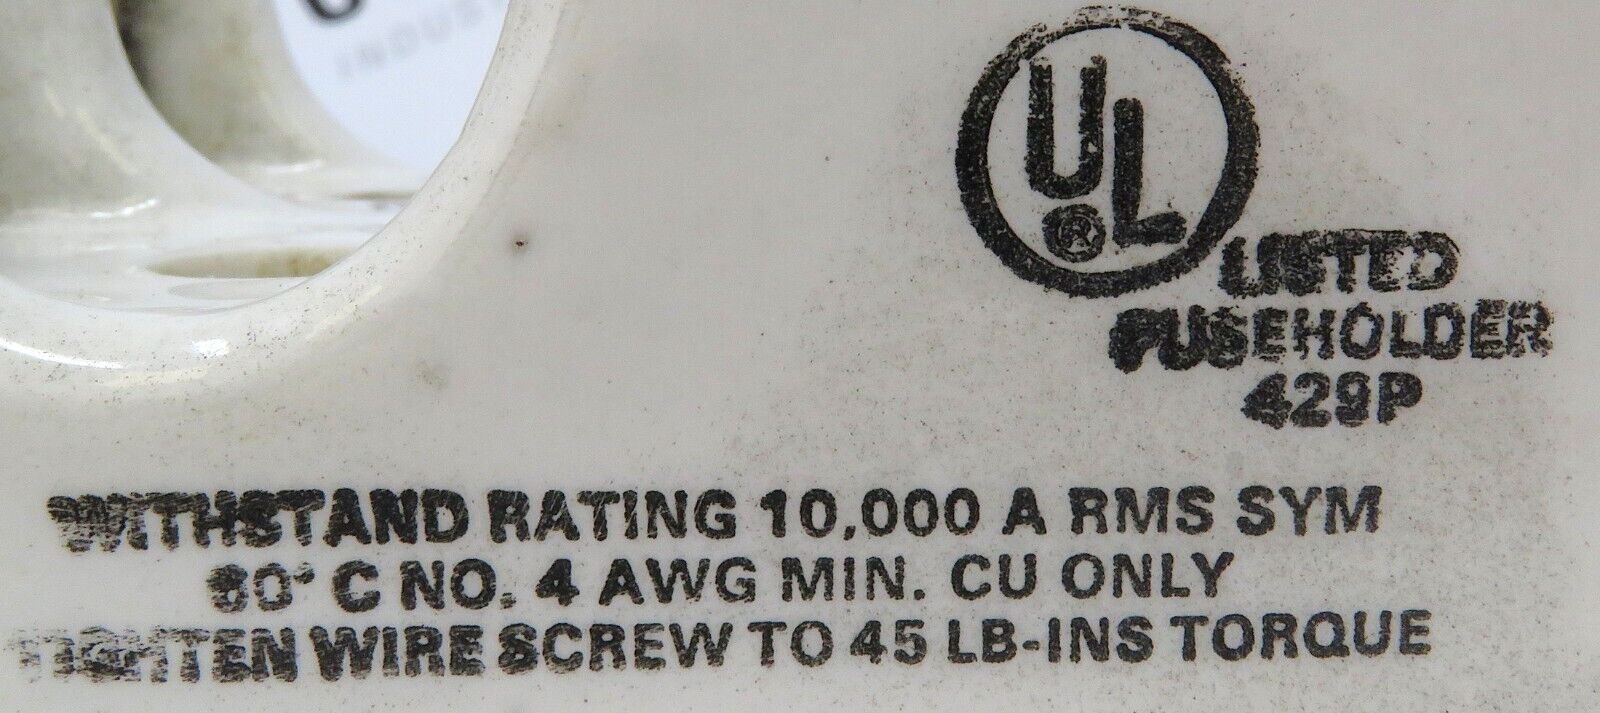 UL
®
LISTED
FUSEHOLDER
429P
WITHSTAND RATING 10,000 A RMS SYM
60°C NO. 4 AWG MIN. CU ONLY
TIGHTEN WIRE SCREW TO 45 LB-INS TORQUE